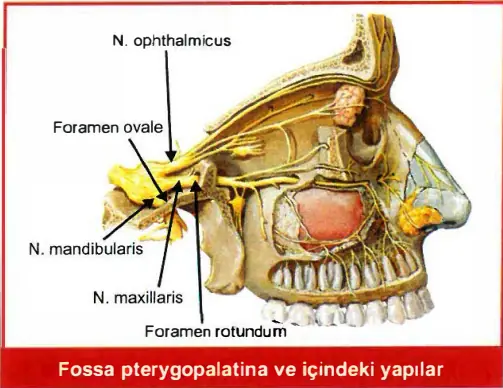 N. ophthalmicus
Foramen ovale
N. mandibularis
N. maxillaris
Foramen rotundum
Fossa pterygopalatina ve içindeki yapılar